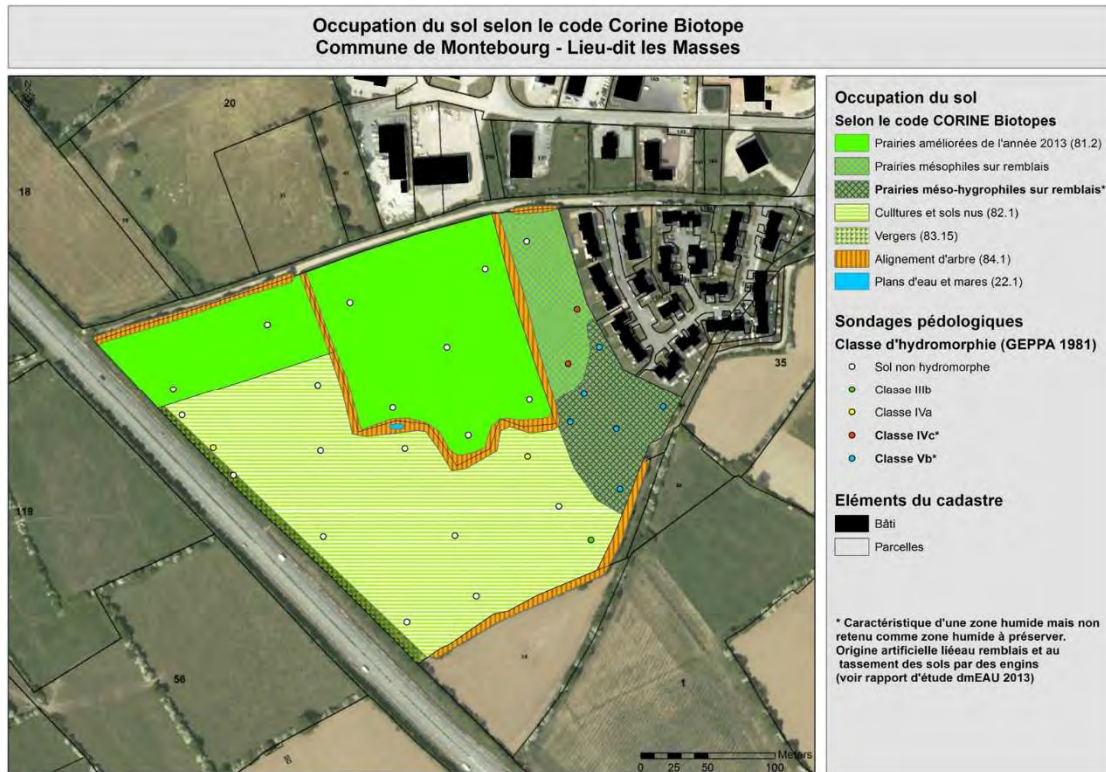 Occupation du sol selon le code Corine Biotope
Commune de Montebourg - Lieu-dit les Masses
20
18
35
119
56
1
Meters
0 25 50 100
Occupation du sol
Selon le code CORINE Biotopes
Prairies améliorées de l'année 2013 (81.2)
Prairies mésophiles sur remblais
Prairies méso-hygrophiles sur remblais*
Cultures et sols nus (82.1)
Vergers (83.15)
Alignement d'arbre (84.1)
Plans d'eau et mares (22.1)
Sondages pédologiques
Classe d'hydromorphie (GEPPA 1981)
Sol non hydromorphe
Classe IIIb
Classe IVa
Classe IVc*
Classe Vb*
Eléments du cadastre
Bâti
Parcelles
* Caractéristique d'une zone humide mais non
retenu comme zone humide à préserver.
Origine artificielle liéeau remblais et au
tassement des sols par des engins
(voir rapport d'étude dmEAU 2013)